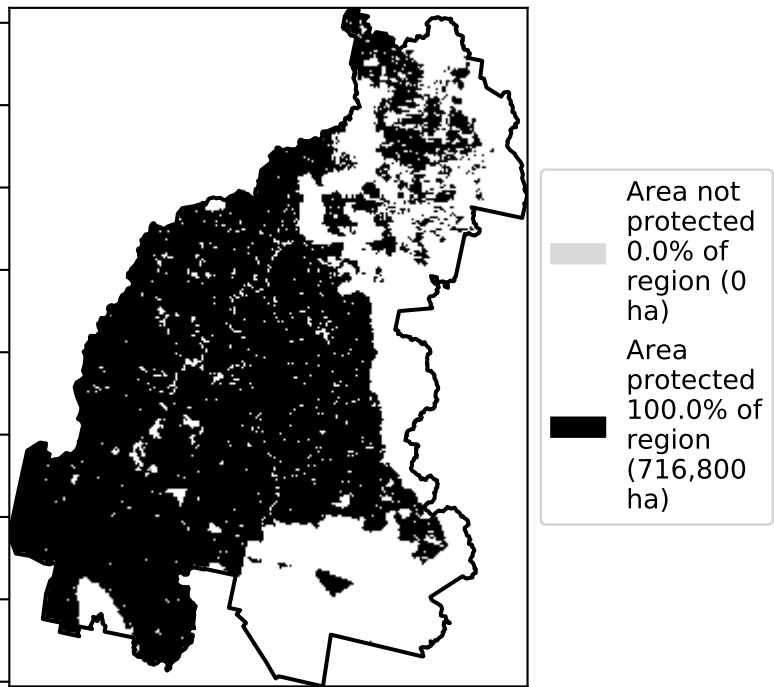 Area not
protected
0.0% of
region (0
ha)
Area
protected
100.0% of
region
(716,800
ha)